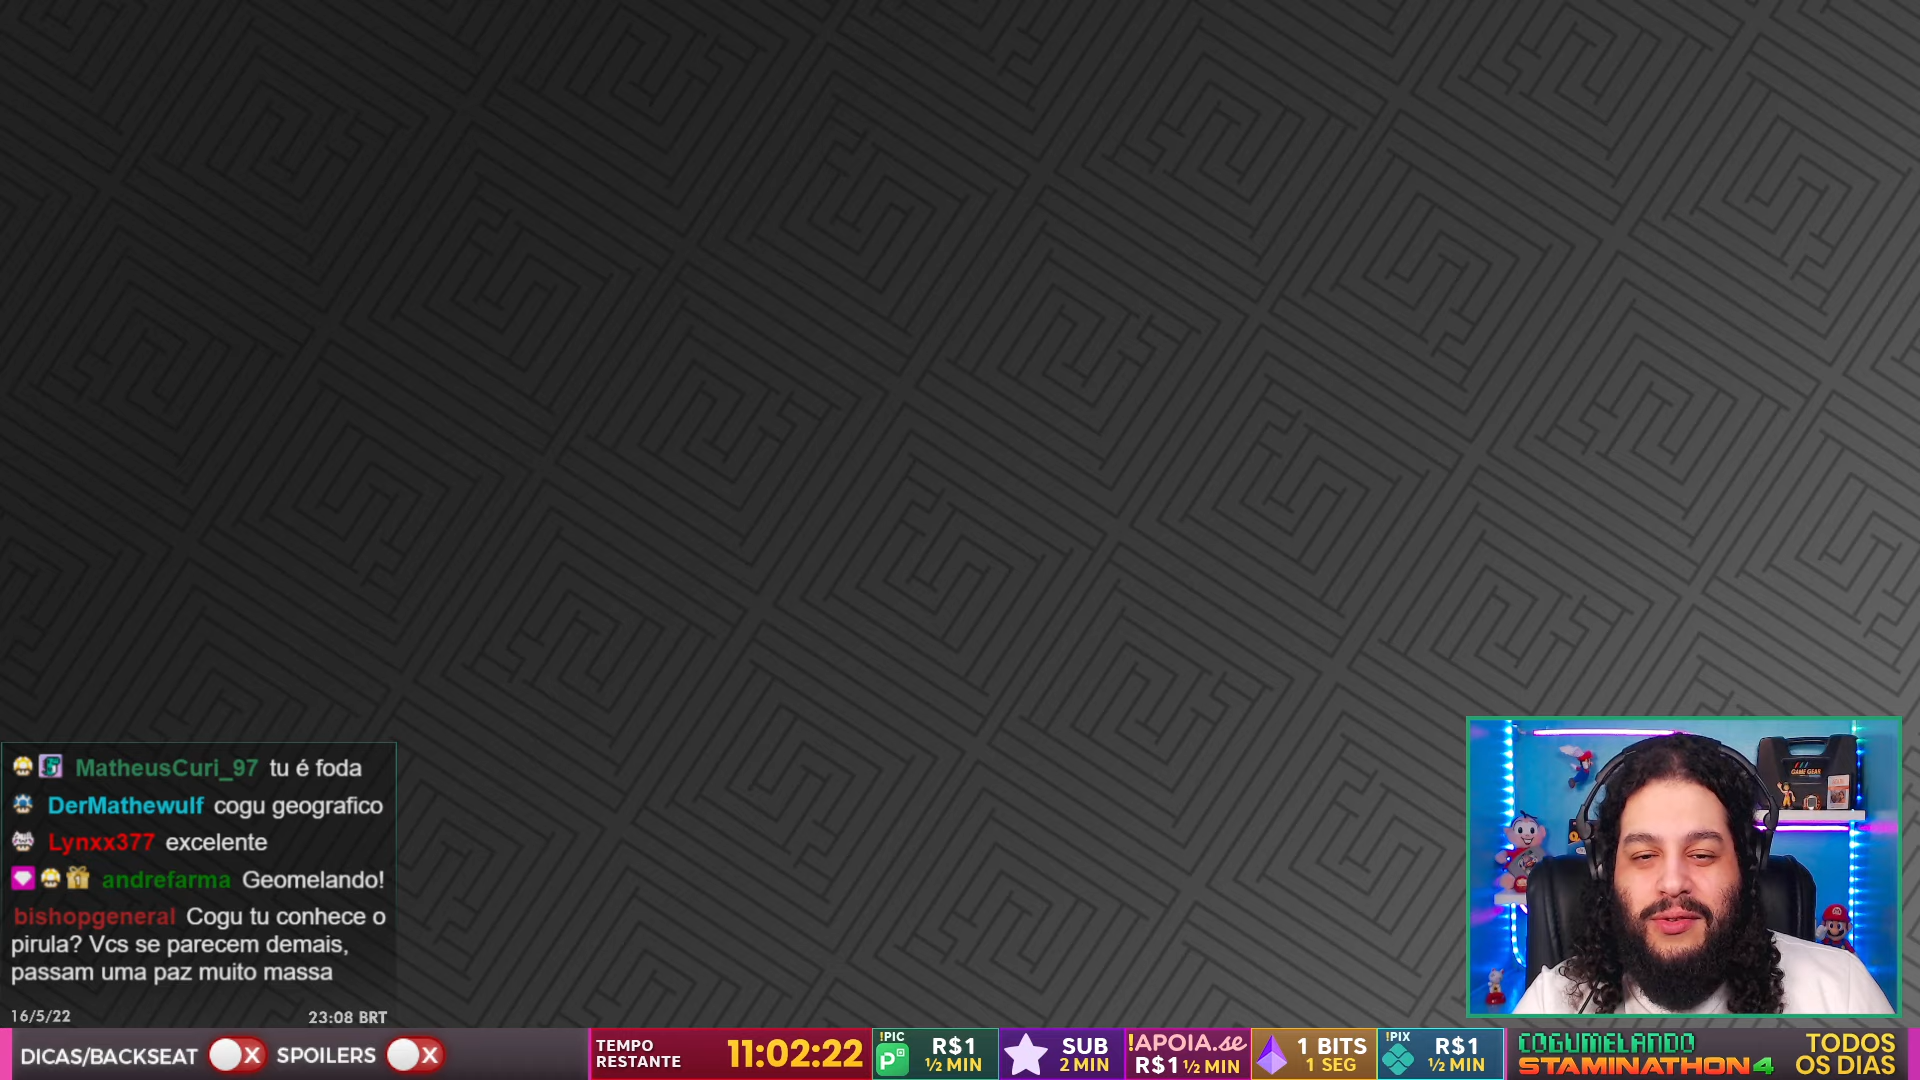 MatheusCuri_97 tu é foda
DerMathewulf cogu geografico
Lynxx377 excelente
andrefarma Geomelando!
bishopgeneral Cogu tu conhece o
pirula? Vcs se parecem demais,
passam uma paz muito massa
16/5/22 23:08 BRT
GAME GEAR
DICAS/BACKSEAT X SPOILERS X
TEMPO
RESTANTE
11:02:22
!PIC
R$1
½ MIN
SUB
2 MIN
!APOIA.se
R$1 ½ MIN
1 BITS
1 SEG
!PIX
R$1
½ MIN
COGUMELANDO
STAMINATHON 4
TODOS
OS DIAS